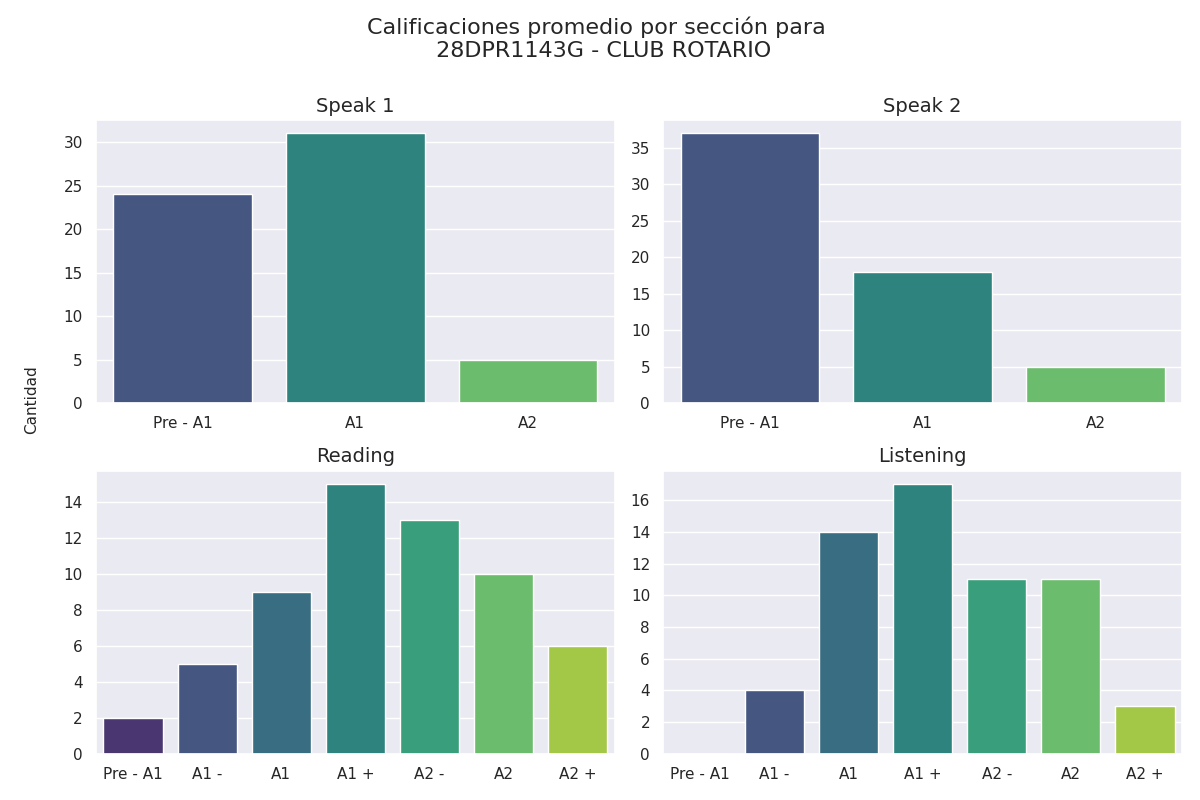 Calificaciones promedio por sección para
28DPR1143G - CLUB ROTARIO
Speak 1
30
25
20
15
10
5
0
Pre - A1 A1 A2
Speak 2
35
30
25
20
15
10
5
0
Pre - A1 A1 A2
Cantidad
Reading
14
12
10
8
6
4
2
0
Pre - A1 A1 - A1 A1 + A2 - A2 A2 +
Listening
16
14
12
10
8
6
4
2
0
Pre - A1 A1 - A1 A1 + A2 - A2 A2 +